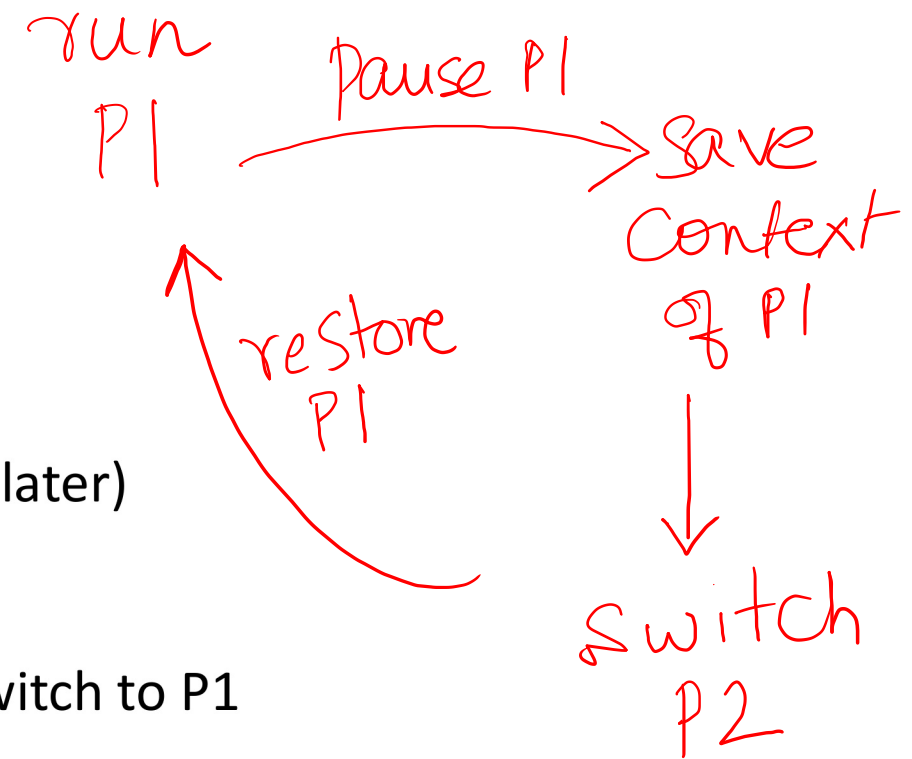 run
P1
Pause P1
Save
Context
of P1
restore
P1
later)
Switch
P2
witch to P1